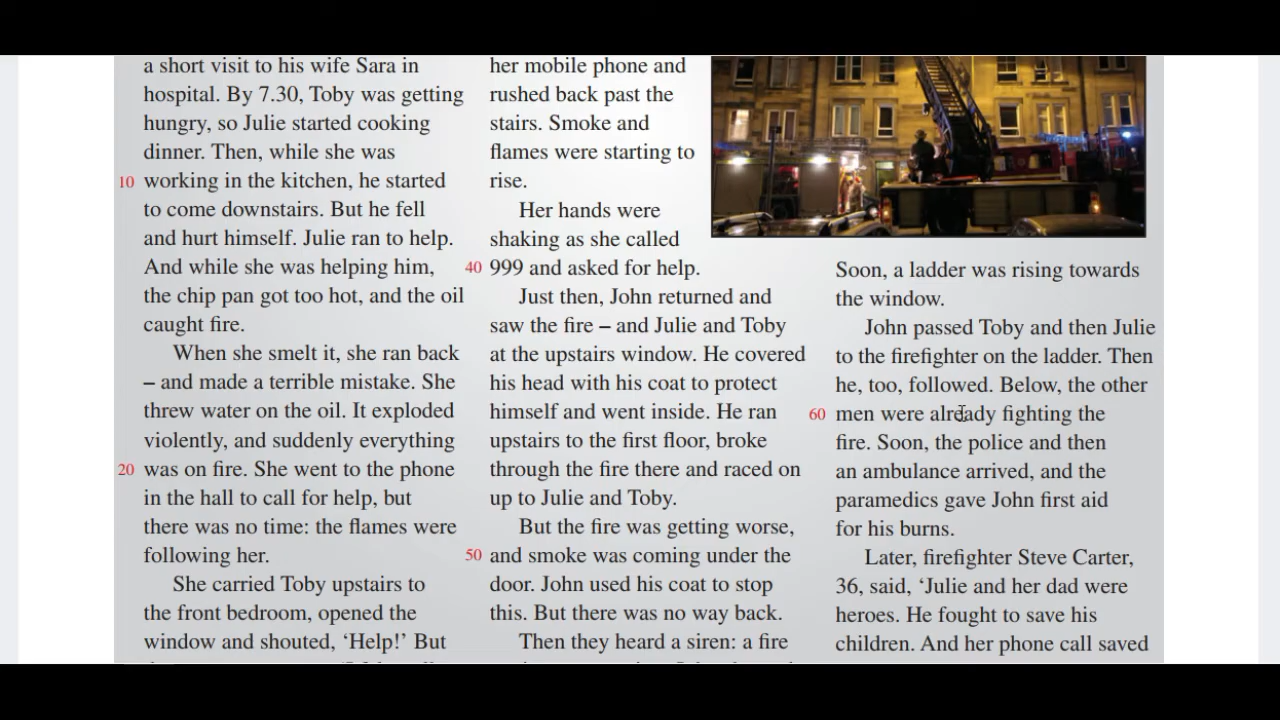 a short visit to his wife Sara in
hospital. By 7.30, Toby was getting
hungry, so Julie started cooking
dinner. Then, while she was
10 working in the kitchen, he started
to come downstairs. But he fell
and hurt himself. Julie ran to help.
And while she was helping him,
the chip pan got too hot, and the oil
caught fire.
When she smelt it, she ran back
– and made a terrible mistake. She
threw water on the oil. It exploded
violently, and suddenly everything
20 was on fire. She went to the phone
in the hall to call for help, but
there was no time: the flames were
following her.
She carried Toby upstairs to
the front bedroom, opened the
window and shouted, ‘Help!’ But
her mobile phone and
rushed back past the
stairs. Smoke and
flames were starting to
rise.
Her hands were
shaking as she called
40 999 and asked for help.
Just then, John returned and
saw the fire – and Julie and Toby
at the upstairs window. He covered
his head with his coat to protect
himself and went inside. He ran
upstairs to the first floor, broke
through the fire there and raced on
up to Julie and Toby.
But the fire was getting worse,
50 and smoke was coming under the
door. John used his coat to stop
this. But there was no way back.
Then they heard a siren: a fire
Soon, a ladder was rising towards
the window.
John passed Toby and then Julie
to the firefighter on the ladder. Then
he, too, followed. Below, the other
60 men were already fighting the
fire. Soon, the police and then
an ambulance arrived, and the
paramedics gave John first aid
for his burns.
Later, firefighter Steve Carter,
36, said, ‘Julie and her dad were
heroes. He fought to save his
children. And her phone call saved